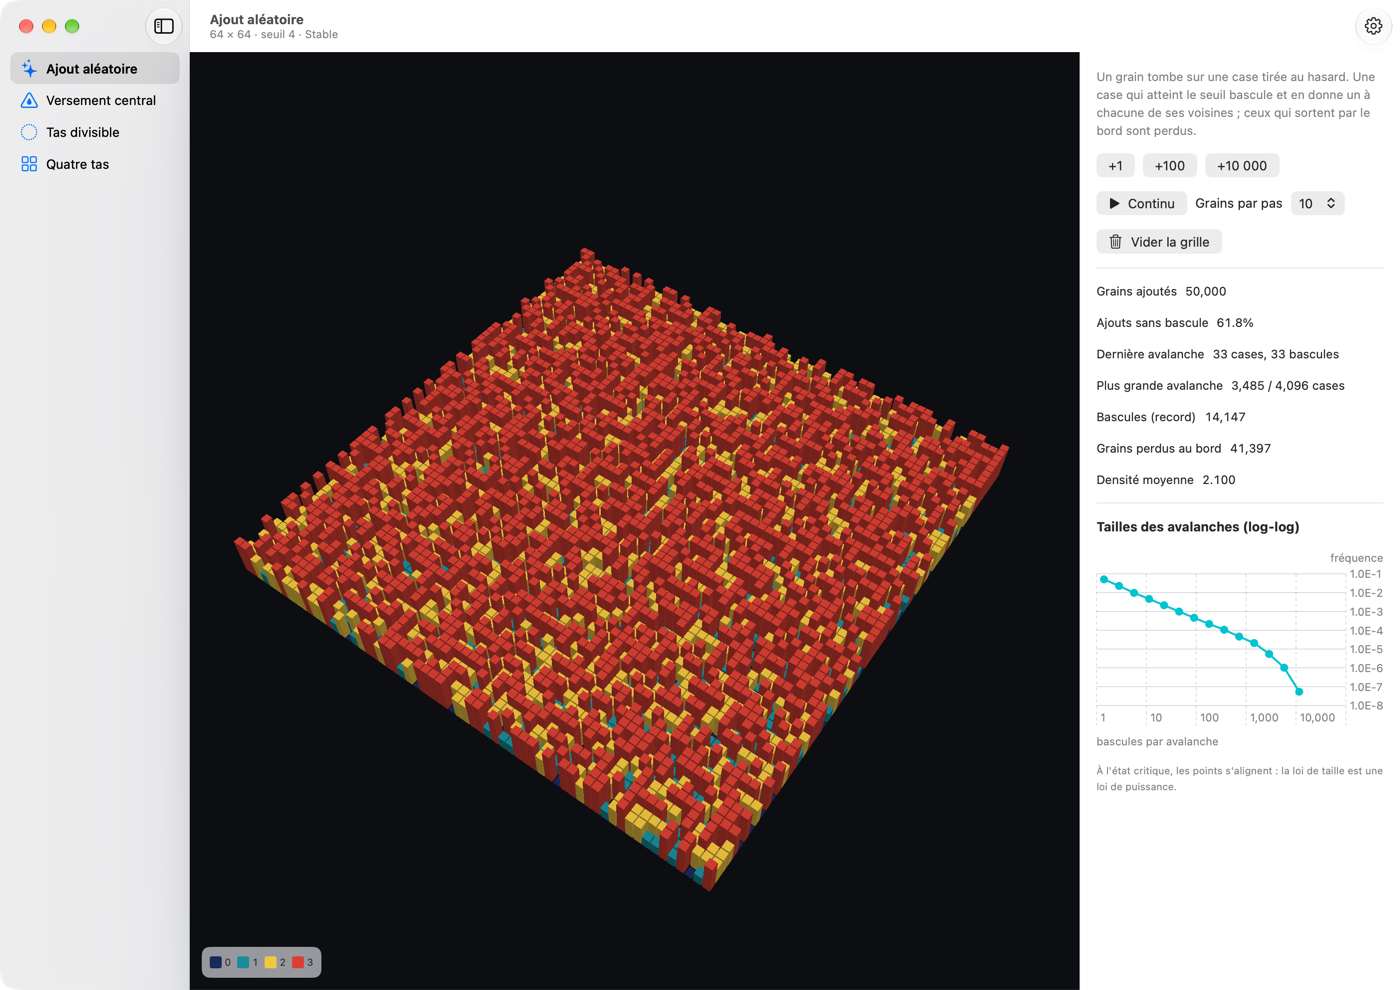 Ajout aléatoire
64 × 64 · seuil 4 · Stable
Ajout aléatoire
Versement central
Tas divisible
Quatre tas
Un grain tombe sur une case tirée au hasard. Une
case qui atteint le seuil bascule et en donne un à
chacune de ses voisines ; ceux qui sortent par le
bord sont perdus.
+1 +100 +10 000
Continu Grains par pas 10
Vider la grille
Grains ajoutés 50,000
Ajouts sans bascule 61.8%
Dernière avalanche 33 cases, 33 bascules
Plus grande avalanche 3,485 / 4,096 cases
Bascules (record) 14,147
Grains perdus au bord 41,397
Densité moyenne 2.100
Tailles des avalanches (log-log)
fréquence
1.0E-1
1.0E-2
1.0E-3
1.0E-4
1.0E-5
1.0E-6
1.0E-7
1.0E-8
1 10 100 1,000 10,000
bascules par avalanche
À l'état critique, les points s'alignent : la loi de taille est une
loi de puissance.
0 1 2 3